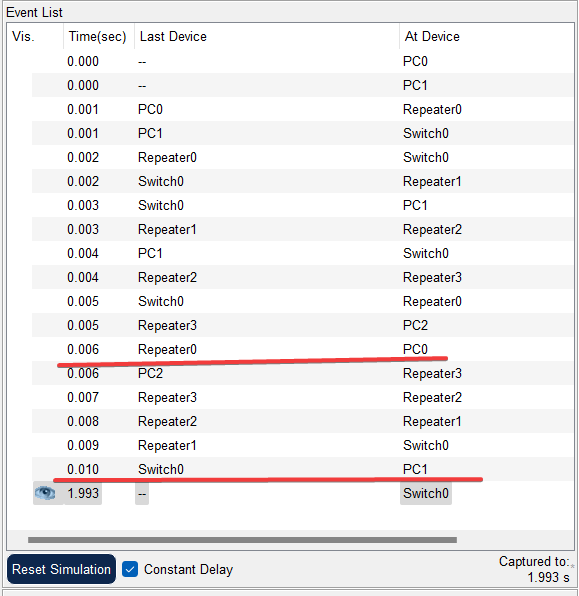 Event List
Vis. Time(sec) Last Device At Device
0.000 -- PC0
0.000 -- PC1
0.001 PC0 Repeater0
0.001 PC1 Switch0
0.002 Repeater0 Switch0
0.002 Switch0 Repeater1
0.003 Switch0 PC1
0.003 Repeater1 Repeater2
0.004 PC1 Switch0
0.004 Repeater2 Repeater3
0.005 Switch0 Repeater0
0.005 Repeater3 PC2
0.006 Repeater0 PC0
0.006 PC2 Repeater3
0.007 Repeater3 Repeater2
0.008 Repeater2 Repeater1
0.009 Repeater1 Switch0
0.010 Switch0 PC1
1.993 -- Switch0
Reset Simulation Constant Delay Captured to:*
1.993 s